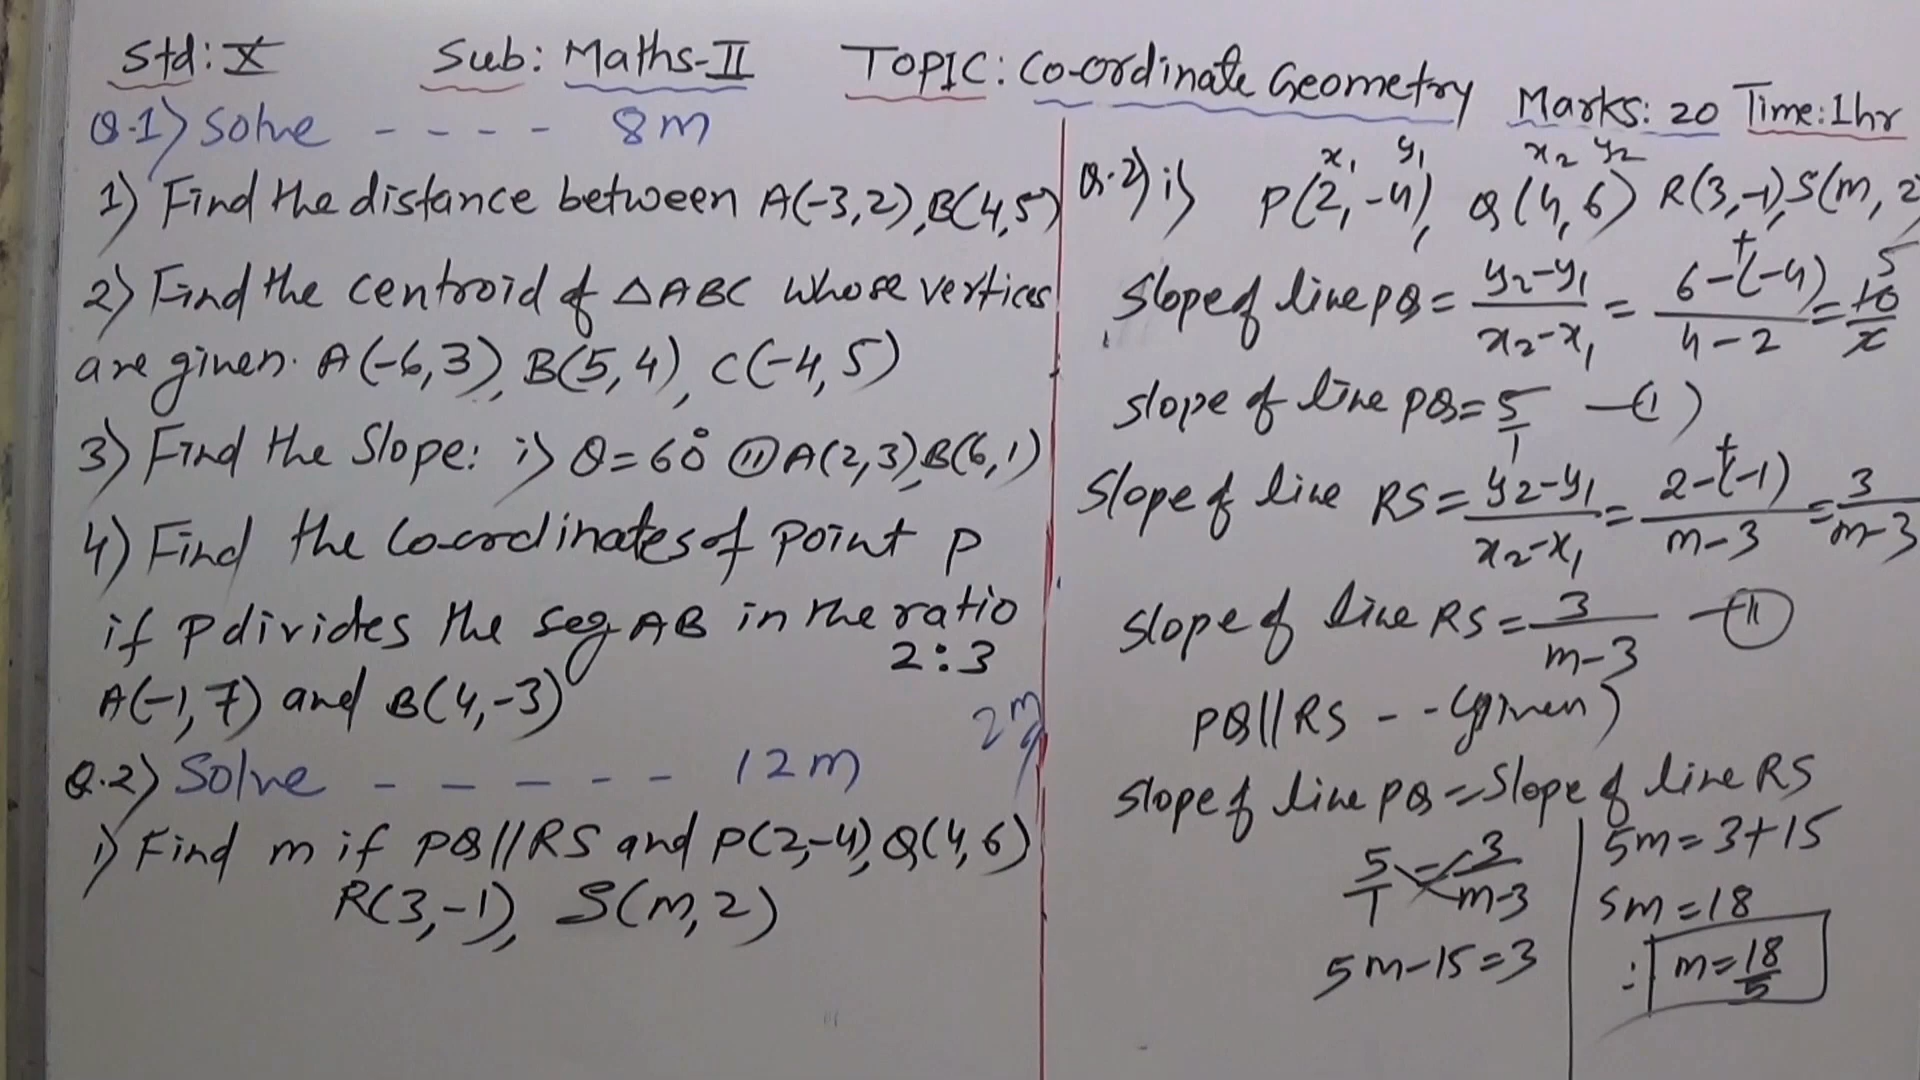 Std: X Sub: Maths-II TOPIC: Co-ordinate Geometry Marks: 20 Time: 1hr
Q.1) Solve - - - - 8m
1) Find the distance between A(-3,2), B(4,5)
2) Find the centroid of △ABC whose vertices
are given. A(-6,3), B(5,4), C(-4,5)
3) Find the Slope: i) θ=60° (ii) A(2,3), B(6,1)
4) Find the Co-ordinates of point P
if P divides the seg AB in the ratio
2:3
A(-1,7) and B(4,-3)
2m
Q.2) Solve - - - - - - 12m
i) Find m if PQ//RS and P(2,-4), Q(4,6)
R(3,-1), S(m,2)
x₁ y₁ x₂ y₂
Q.2) i) P(2,-4), Q(4,6) R(3,-1), S(m,2
Slope of line PQ = y₂-y₁/x₂-x₁ = 6-(-4)/4-2 = 10/2 5
+
slope of line PQ = 5/1 -(1)
Slope of line RS = y₂-y₁/x₂-x₁ = 2-(-1)/m-3 = 3/m-3
+
Slope of line RS = 3/m-3 -(II)
PQ//RS - - (given)
Slope of line PQ = Slope of line RS
5/1 = 3/m-3
5m-15=3
5m=3+15
5m=18
∴ m=18/5